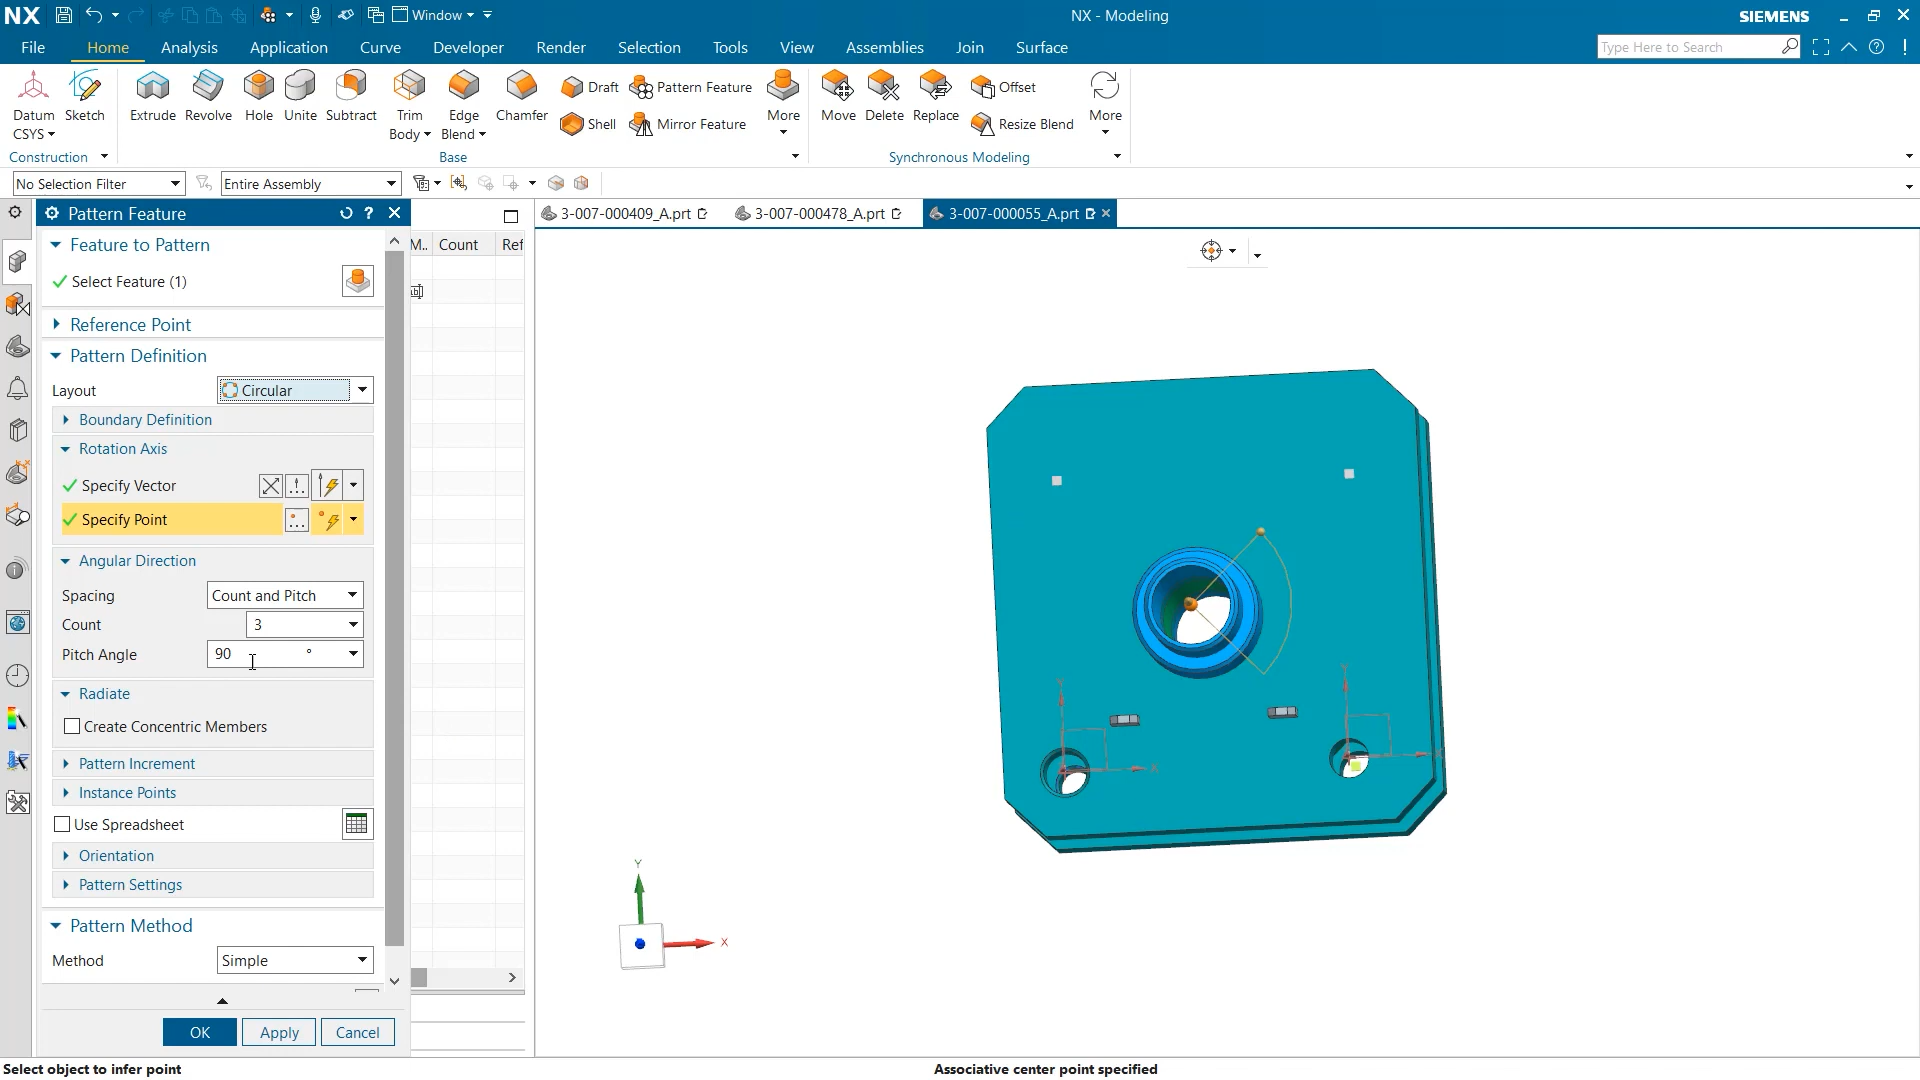 NX Window NX - Modeling SIEMENS
File Home Analysis Application Curve Developer Render Selection Tools View Assemblies Join Surface Type Here to Search
Datum CSYS Sketch Extrude Revolve Hole Unite Subtract Trim Body Edge Blend Chamfer Draft Pattern Feature More Move Delete Replace Offset More
Shell Mirror Feature Resize Blend
Construction Base Synchronous Modeling
No Selection Filter Entire Assembly
Pattern Feature ? 3-007-000409_A.prt 3-007-000478_A.prt 3-007-000055_A.prt
Feature to Pattern M.. Count Ref
Select Feature (1)
Reference Point
Pattern Definition
Layout Circular
Boundary Definition
Rotation Axis
Specify Vector
Specify Point
Angular Direction
Spacing Count and Pitch
Count 3
Pitch Angle 90 °
Radiate
Create Concentric Members
Pattern Increment
Instance Points
Use Spreadsheet
Orientation
Pattern Settings
Pattern Method
Method Simple
OK Apply Cancel
Y
X
Y
X
Y
Select object to infer point Associative center point specified